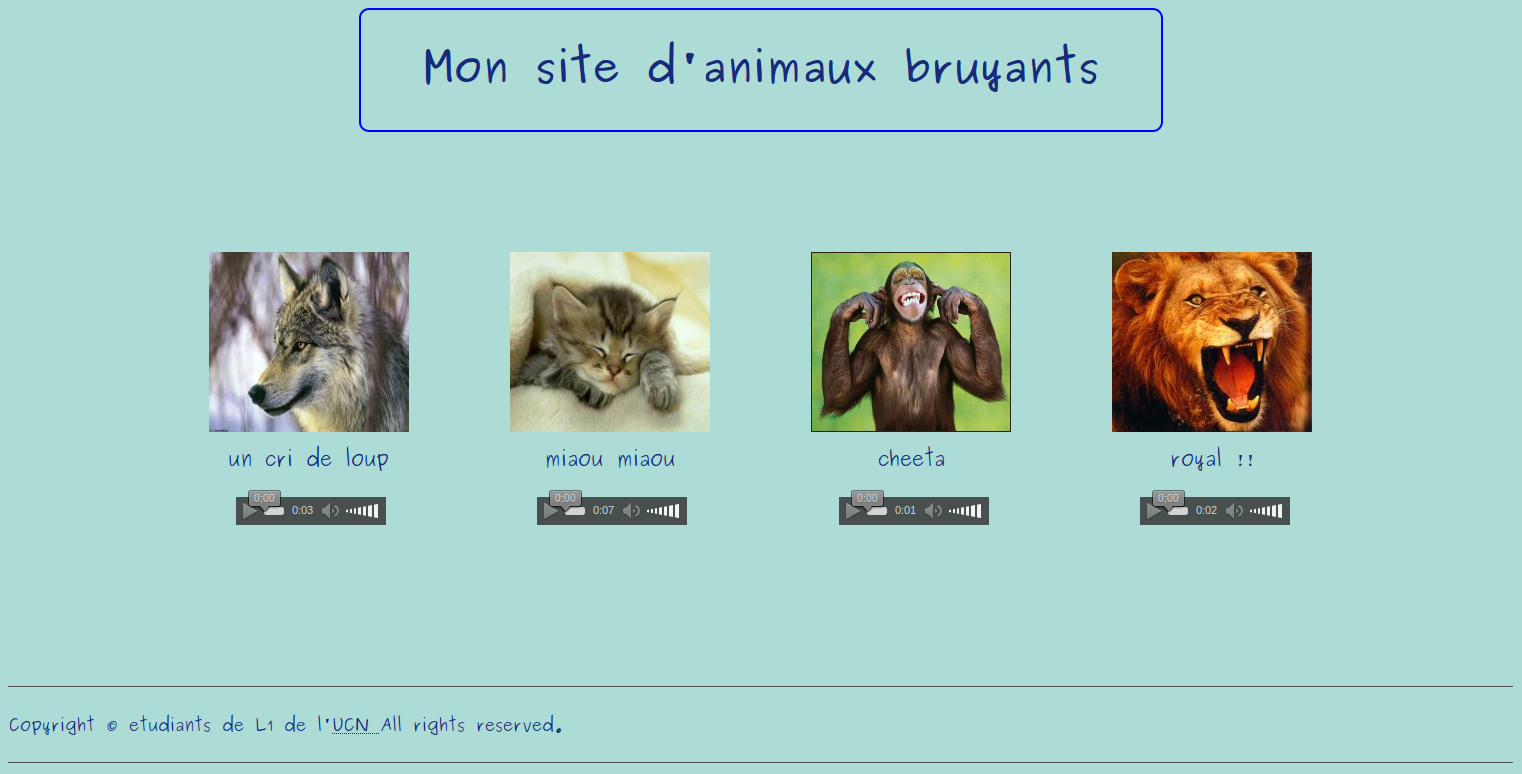 Mon site d'animaux bruyants
un cri de loup
miaou miaou
cheeta
royal !!
0:00 0:03
0:00 0:07
0:00 0:01
0:00 0:02
Copyright © etudiants de L1 de l'UCN All rights reserved.